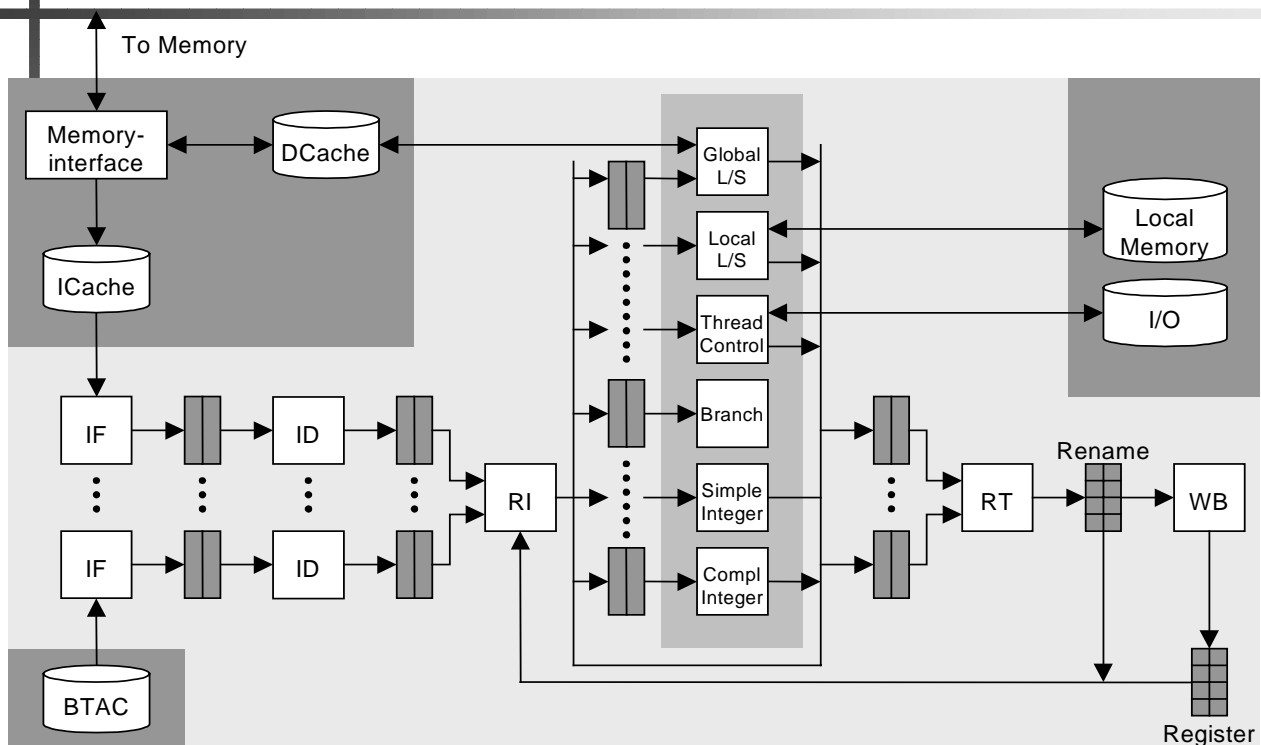 To Memory
Memory-
interface
DCache
ICache
Global
L/S
Local
L/S
Thread
Control
Branch
Simple
Integer
Compl
Integer
Local
Memory
I/O
IF
ID
IF
ID
RI
RT
Rename
WB
BTAC
Register